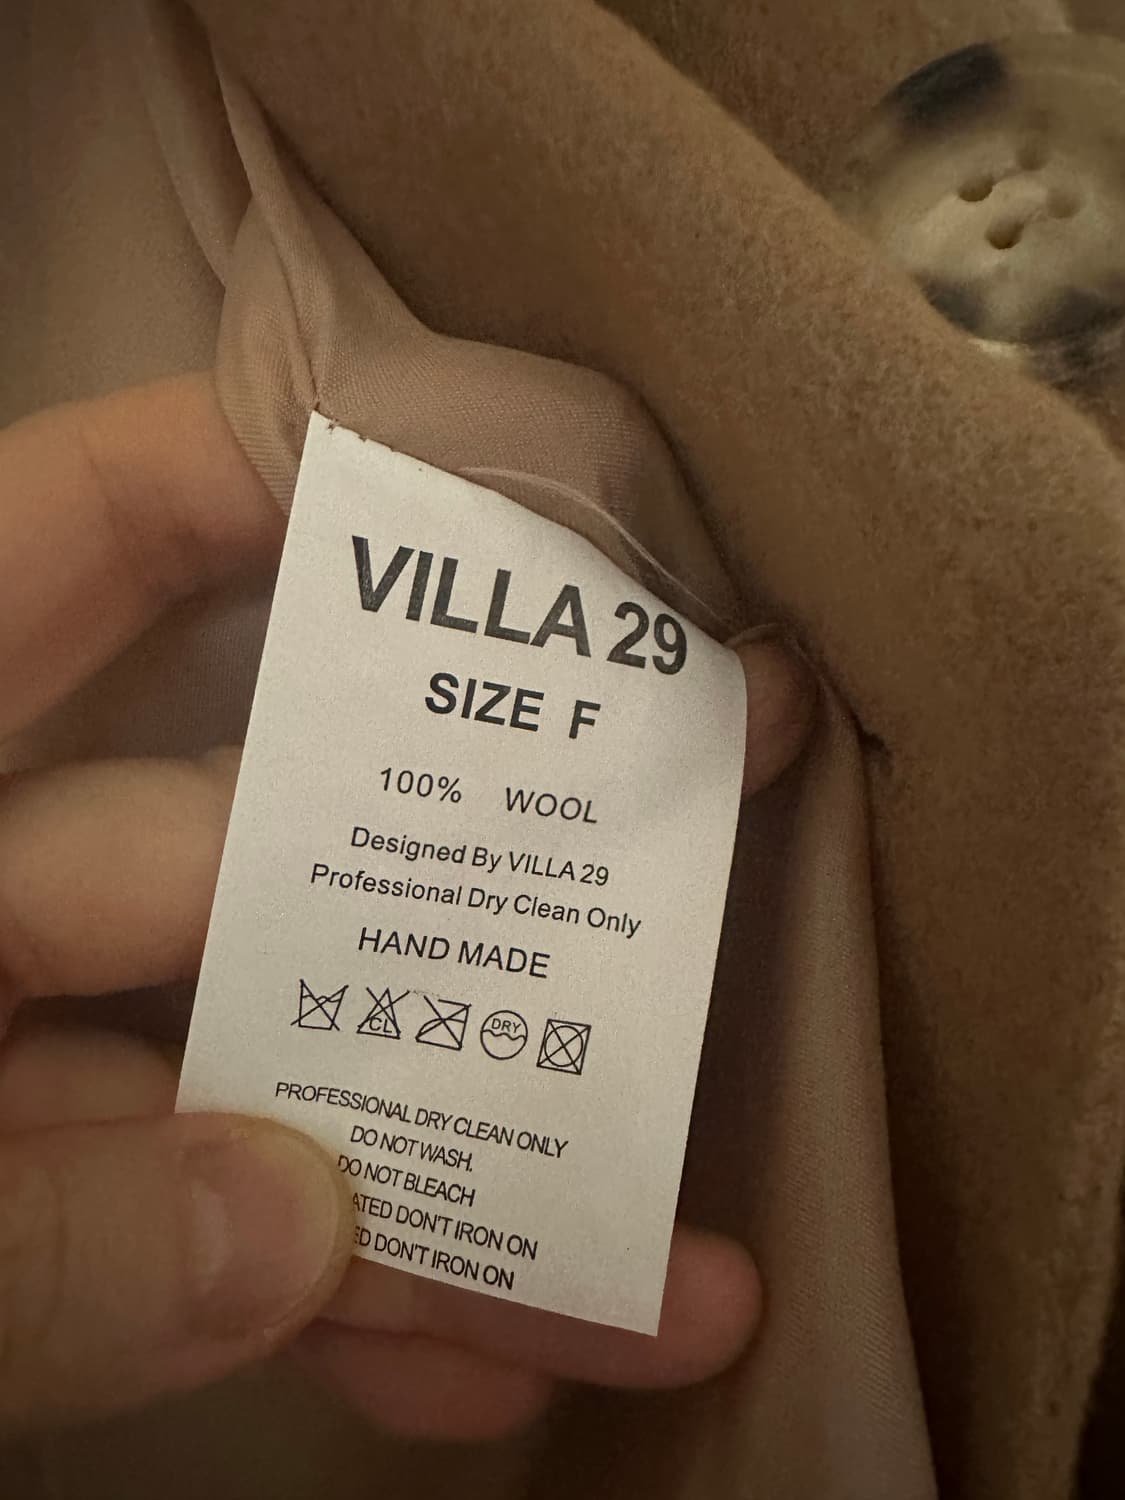 VILLA 29
SIZE F
100% WOOL
Designed By VILLA 29
Professional Dry Clean Only
HAND MADE
CL DRY
PROFESSIONAL DRY CLEAN ONLY
DO NOT WASH.
DO NOT BLEACH
DON'T IRON ON
DON'T IRON ON